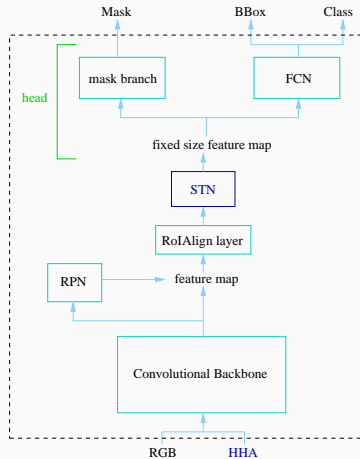 Mask BBox Class
mask branch FCN
head
fixed size feature map
STN
RoIAlign layer
RPN feature map
Convolutional Backbone
RGB HHA